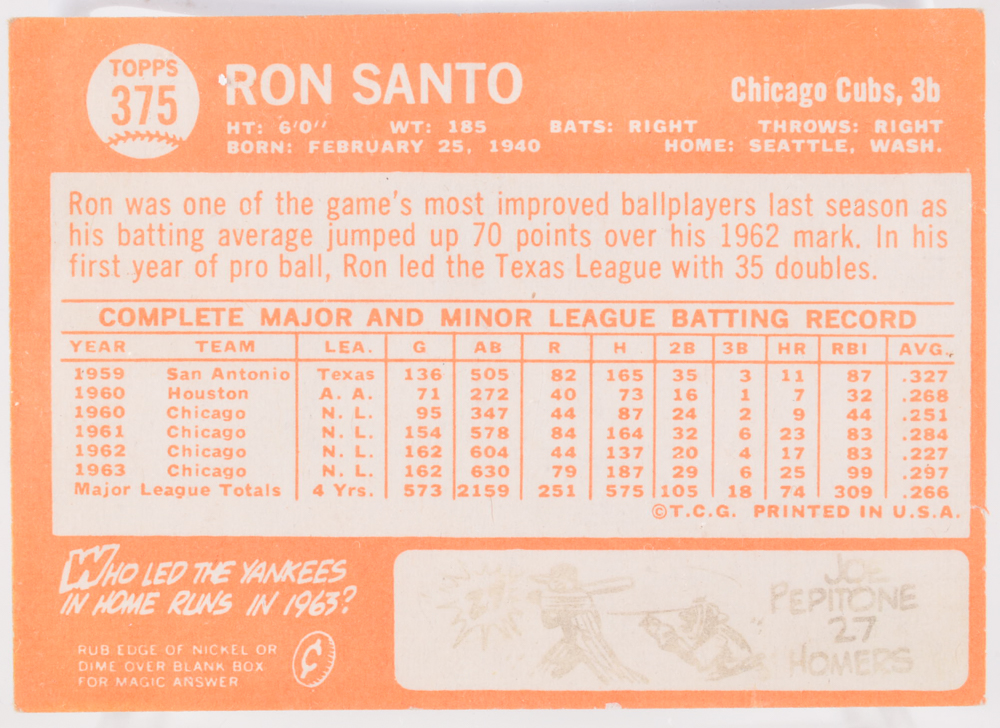 TOPPS
375
RON SANTO
Chicago Cubs, 3b
HT: 6'0" WT: 185 BATS: RIGHT THROWS: RIGHT
BORN: FEBRUARY 25, 1940 HOME: SEATTLE, WASH.
Ron was one of the game's most improved ballplayers last season as
his batting average jumped up 70 points over his 1962 mark. In his
first year of pro ball, Ron led the Texas League with 35 doubles.
COMPLETE MAJOR AND MINOR LEAGUE BATTING RECORD
YEAR TEAM LEA. G AB R H 2B 3B HR RBI AVG.
1959 San Antonio Texas 136 505 82 165 35 3 11 87 .327
1960 Houston A. A. 71 272 40 73 16 1 7 32 .268
1960 Chicago N. L. 95 347 44 87 24 2 9 44 .251
1961 Chicago N. L. 154 578 84 164 32 6 23 83 .284
1962 Chicago N. L. 162 604 44 137 20 4 17 83 .227
1963 Chicago N. L. 162 630 79 187 29 6 25 99 .297
Major League Totals 4 Yrs. 573 2159 251 575 105 18 74 309 .266
©T.C.G. PRINTED IN U.S.A.
WHO LED THE YANKEES
IN HOME RUNS IN 1963?
RUB EDGE OF NICKEL OR
DIME OVER BLANK BOX
FOR MAGIC ANSWER
¢
27
JOE
PEPITONE
27
HOMERS